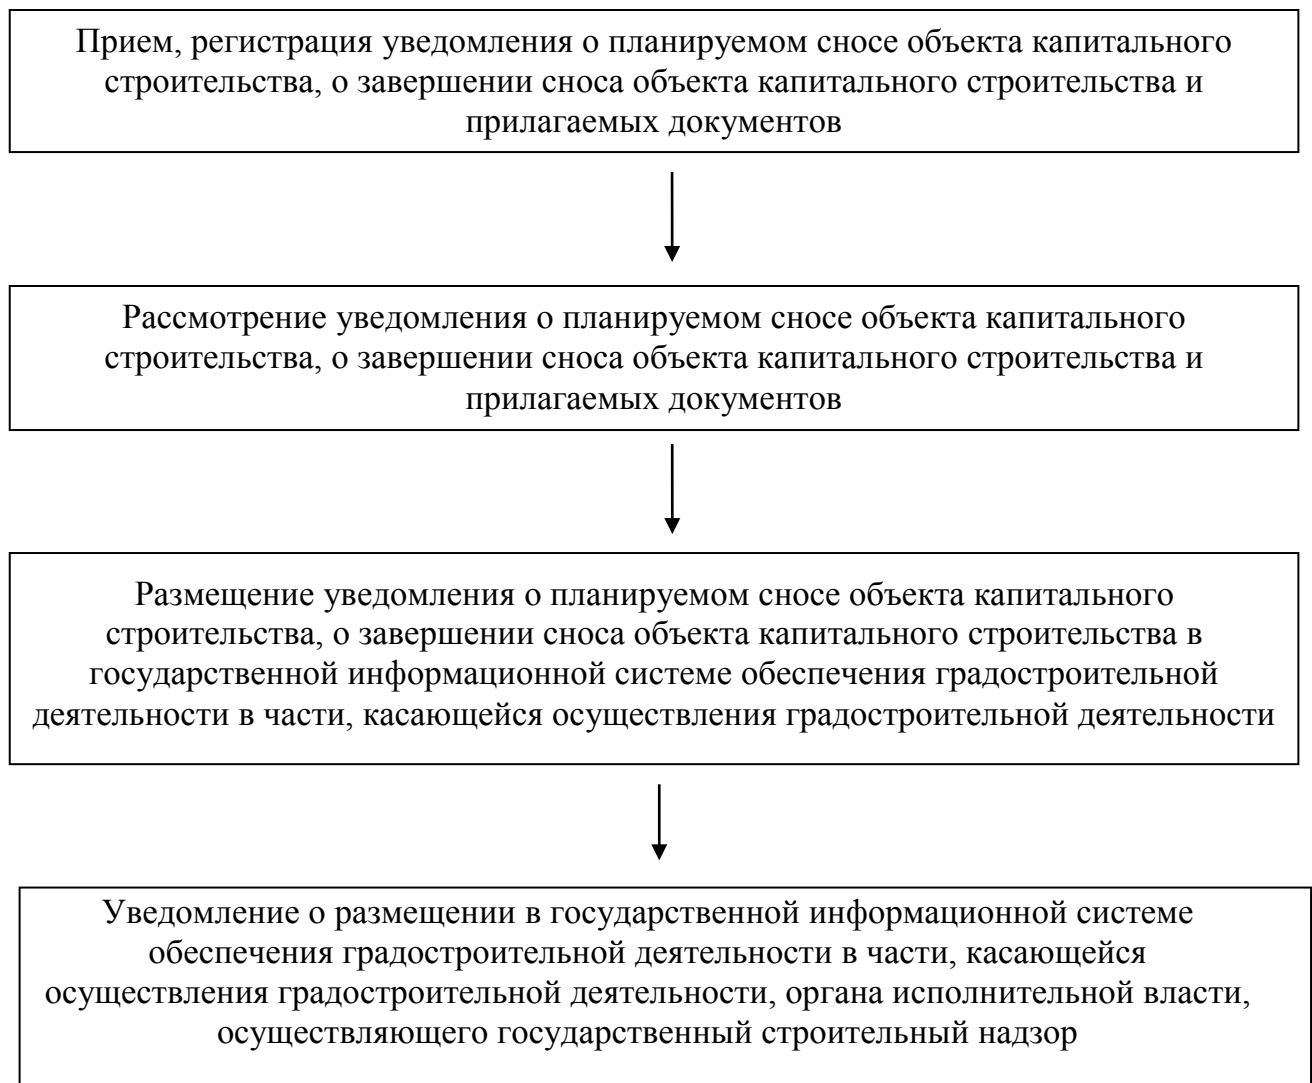 Прием, регистрация уведомления о планируемом сносе объекта капитального
строительства, о завершении сноса объекта капитального строительства и
прилагаемых документов
Рассмотрение уведомления о планируемом сносе объекта капитального
строительства, о завершении сноса объекта капитального строительства и
прилагаемых документов
Размещение уведомления о планируемом сносе объекта капитального
строительства, о завершении сноса объекта капитального строительства в
государственной информационной системе обеспечения градостроительной
деятельности в части, касающейся осуществления градостроительной деятельности
Уведомление о размещении в государственной информационной системе
обеспечения градостроительной деятельности в части, касающейся
осуществления градостроительной деятельности, органа исполнительной власти,
осуществляющего государственный строительный надзор